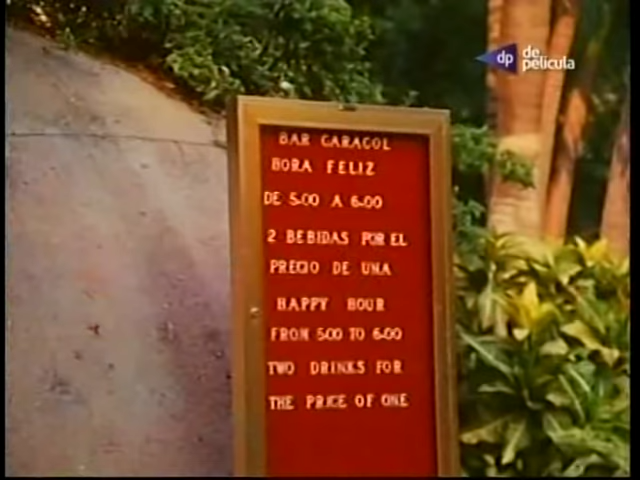 dp de
película
BAR CARACOL
HORA FELIZ
DE 5:00 A 6:00
2 BEBIDAS POR EL
PRECIO DE UNA
HAPPY HOUR
FROM 5:00 TO 6:00
TWO DRINKS FOR
THE PRICE OF ONE